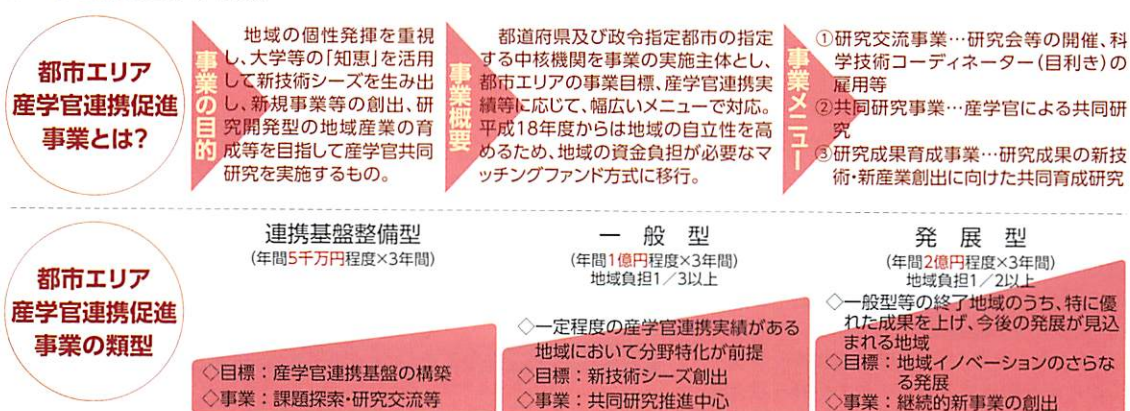 都市エリア
産学官連携促進
事業とは?
事業の目的
地域の個性発揮を重視
し、大学等の「知恵」を活用
して新技術シーズを生み出
し、新規事業等の創出、研
究開発型の地域産業の育
成等を目指して産学官共同
研究を実施するもの。
事業概要
都道府県及び政令指定都市の指定
する中核機関を事業の実施主体とし、
都市エリアの事業目標、産学官連携実
績等に応じて、幅広いメニューで対応。
平成18年度からは地域の自立性を高
めるため、地域の資金負担が必要なマ
ッチングファンド方式に移行。
事業メニュー
①研究交流事業…研究会等の開催、科
学技術コーディネーター(目利き)の
雇用等
②共同研究事業…産学官による共同研
究
③研究成果育成事業…研究成果の新技
術・新産業創出に向けた共同育成研究
都市エリア
産学官連携促進
事業の類型
連携基盤整備型
(年間5千万円程度×3年間)
◇目標:産学官連携基盤の構築
◇事業:課題探索・研究交流等
一般型
(年間1億円程度×3年間)
地域負担1/3以上
◇一定程度の産学官連携実績がある
地域において分野特化が前提
◇目標:新技術シーズ創出
◇事業:共同研究推進中心
発展型
(年間2億円程度×3年間)
地域負担1/2以上
◇一般型等の終了地域のうち、特に優
れた成果を上げ、今後の発展が見込
まれる地域
◇目標:地域イノベーションのさらな
る発展
◇事業:継続的新事業の創出